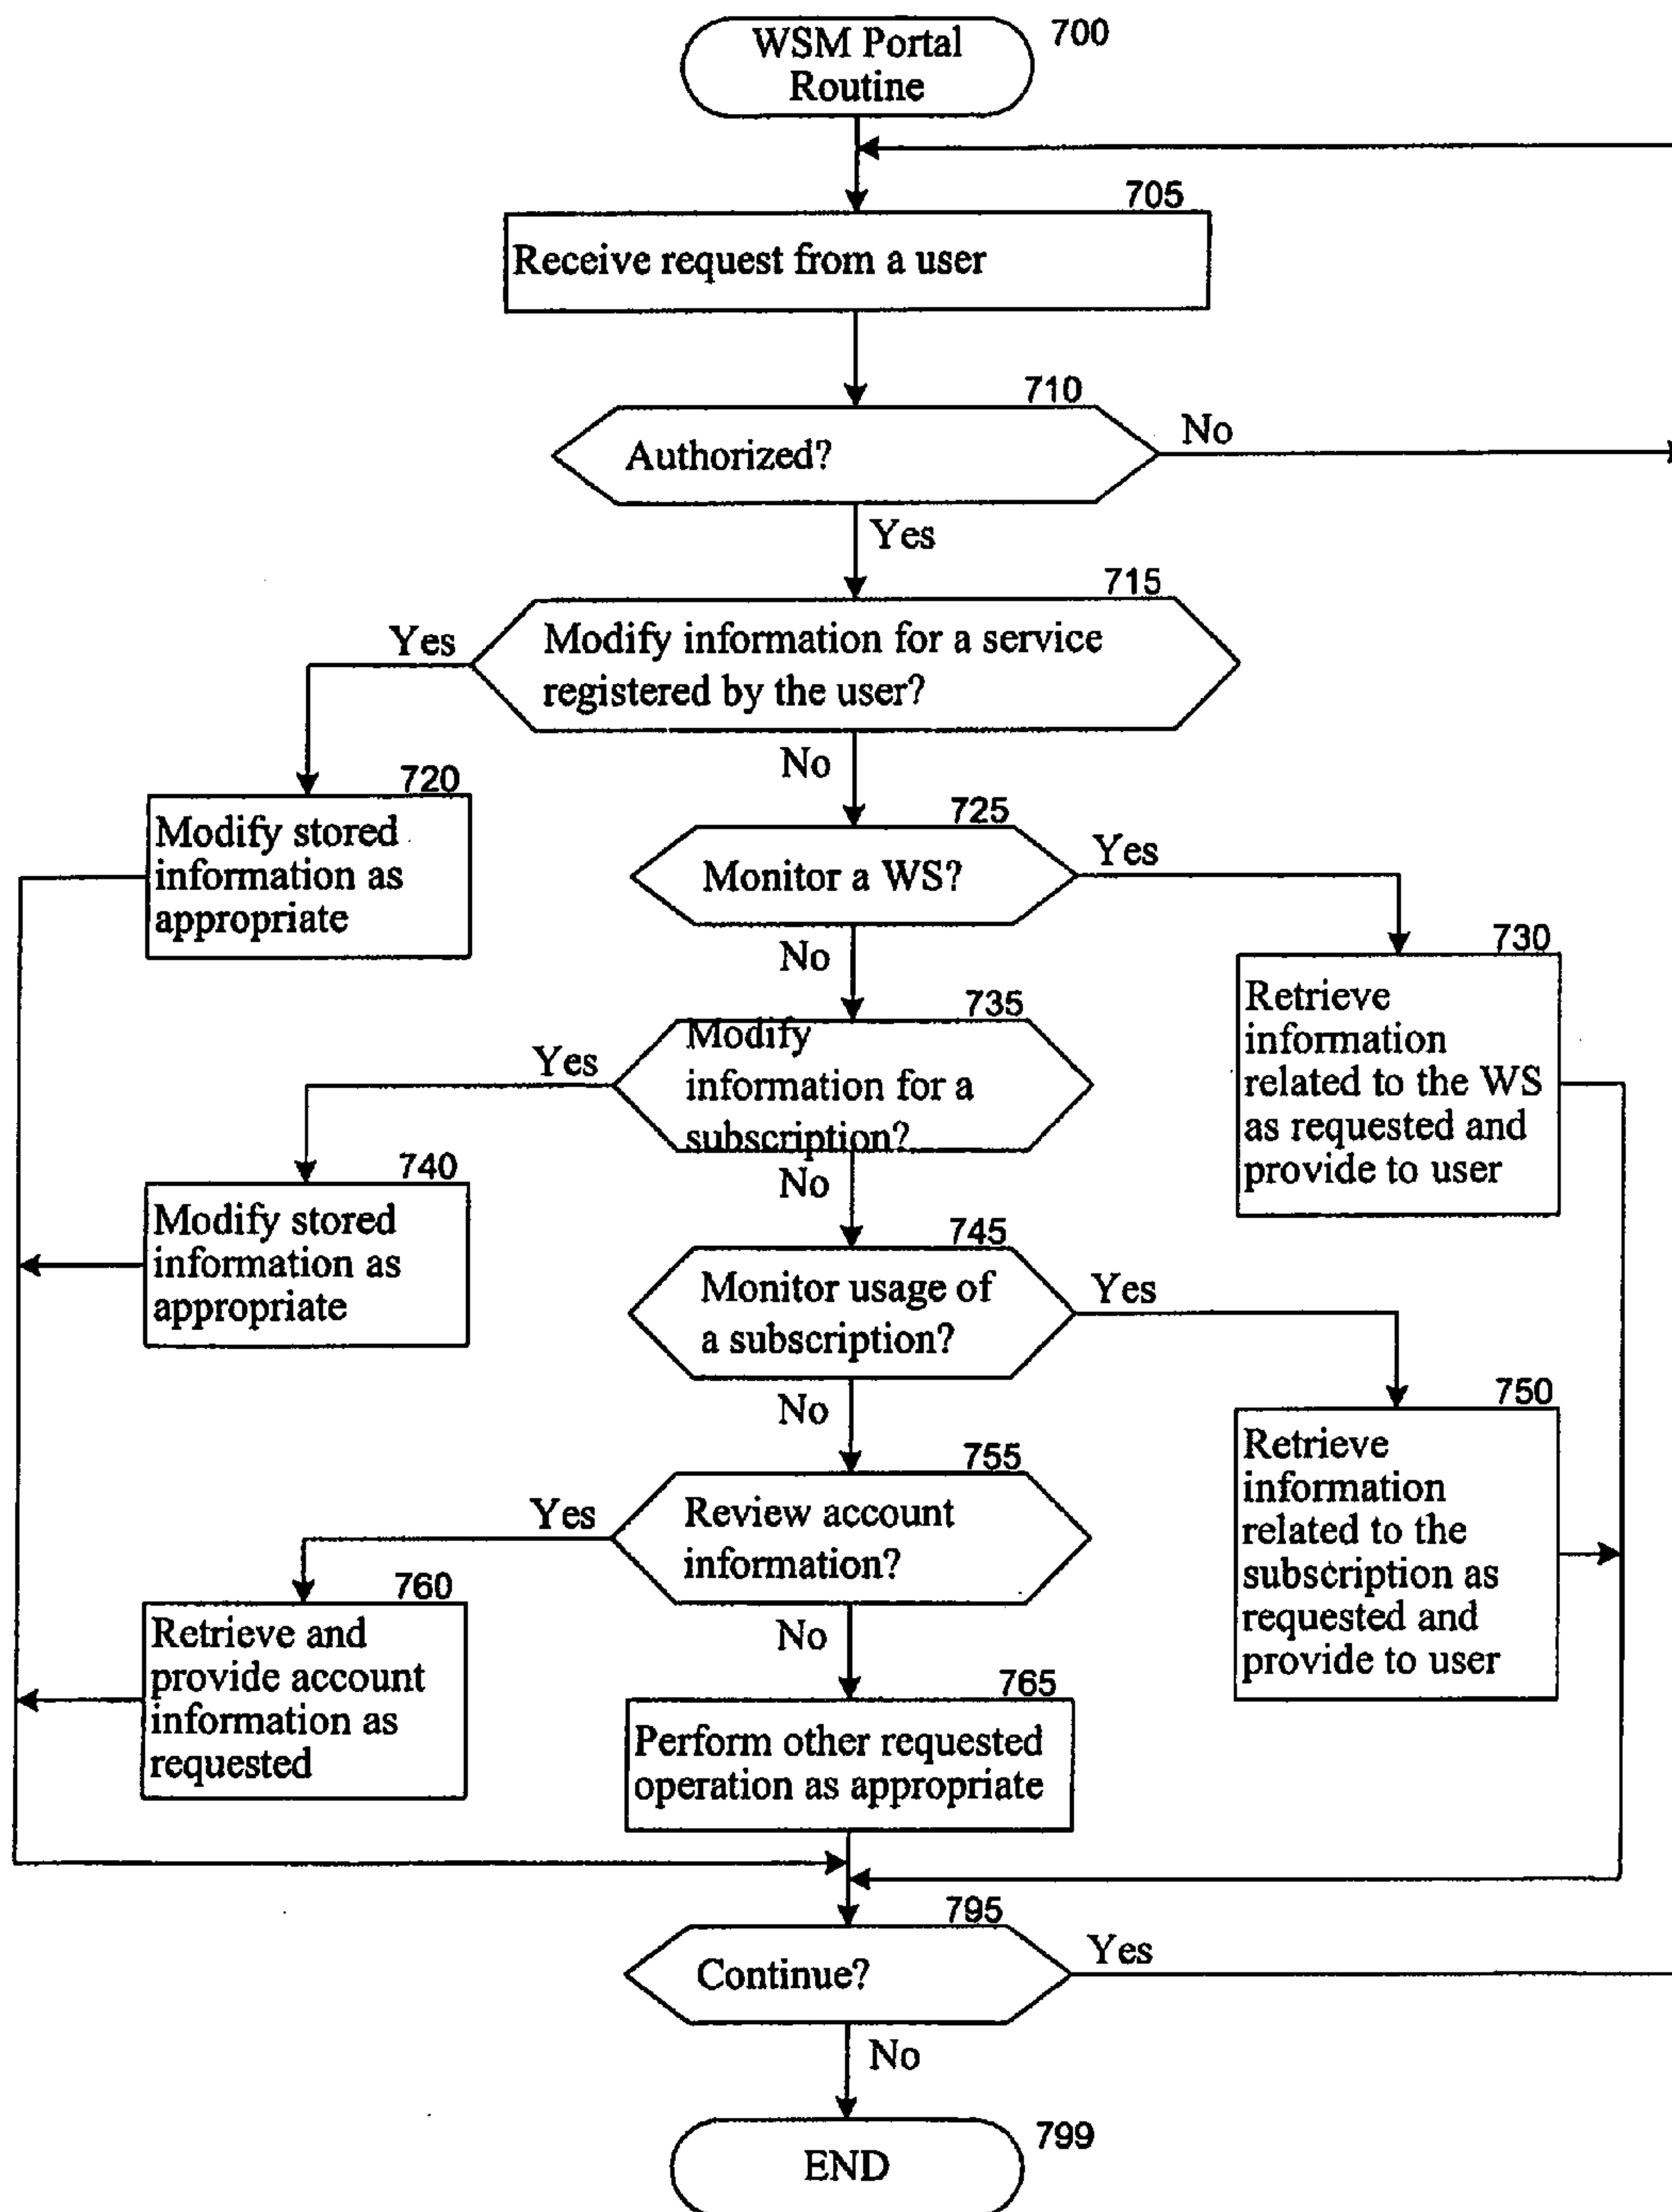 WSM Portal
Routine
700
705
Receive request from a user
710
Authorized?
No
Yes
715
Modify information for a service
registered by the user?
Yes
No
720
Modify stored
information as
appropriate
725
Monitor a WS?
Yes
No
730
Retrieve
information
related to the WS
as requested and
provide to user
735
Modify
information for a
subscription?
Yes
No
740
Modify stored
information as
appropriate
745
Monitor usage of
a subscription?
Yes
No
750
Retrieve
information
related to the
subscription as
requested and
provide to user
755
Review account
information?
Yes
No
760
Retrieve and
provide account
information as
requested
765
Perform other requested
operation as appropriate
795
Continue?
Yes
No
END
799